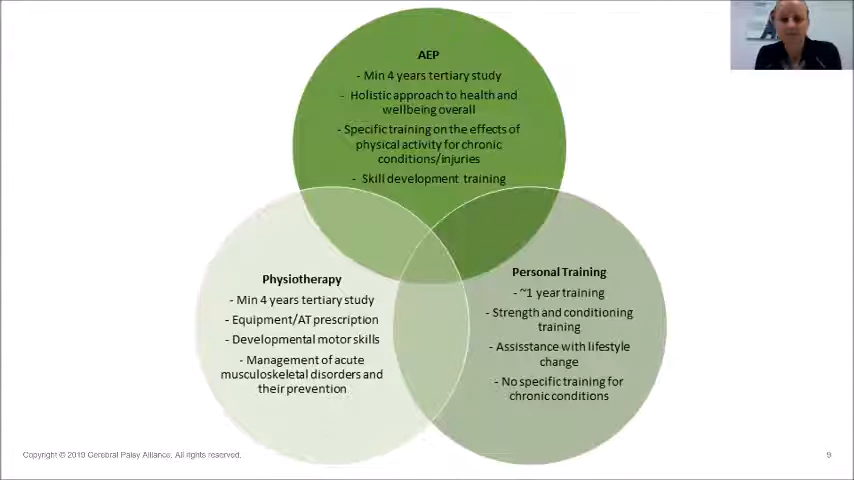 AEP
- Min 4 years tertiary study
- Holistic approach to health and
wellbeing overall
- Specific training on the effects of
physical activity for chronic
conditions/injuries
- Skill development training
Physiotherapy
- Min 4 years tertiary study
- Equipment/AT prescription
- Developmental motor skills
- Management of acute
musculoskeletal disorders and
their prevention
Personal Training
- ~1 year training
- Strength and conditioning
training
- Assisstance with lifestyle
change
- No specific training for
chronic conditions
Copyright © 2019 Cerebral Palsy Alliance. All rights reserved.
9